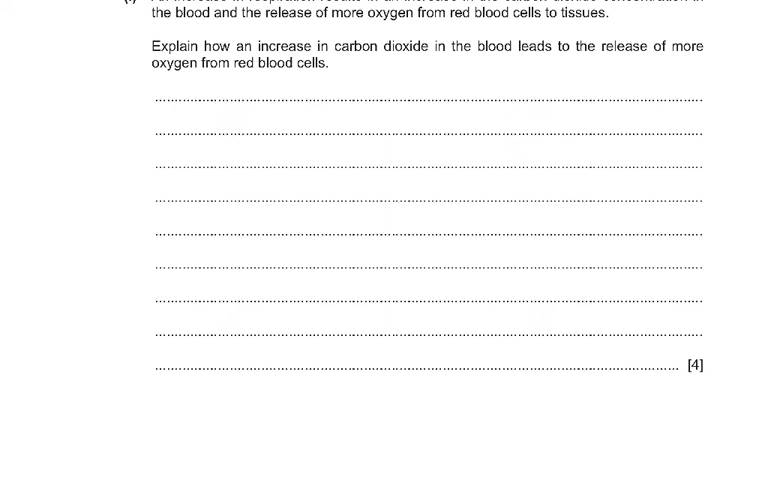 the blood and the release of more oxygen from red blood cells to tissues.
Explain how an increase in carbon dioxide in the blood leads to the release of more
oxygen from red blood cells.
[4]